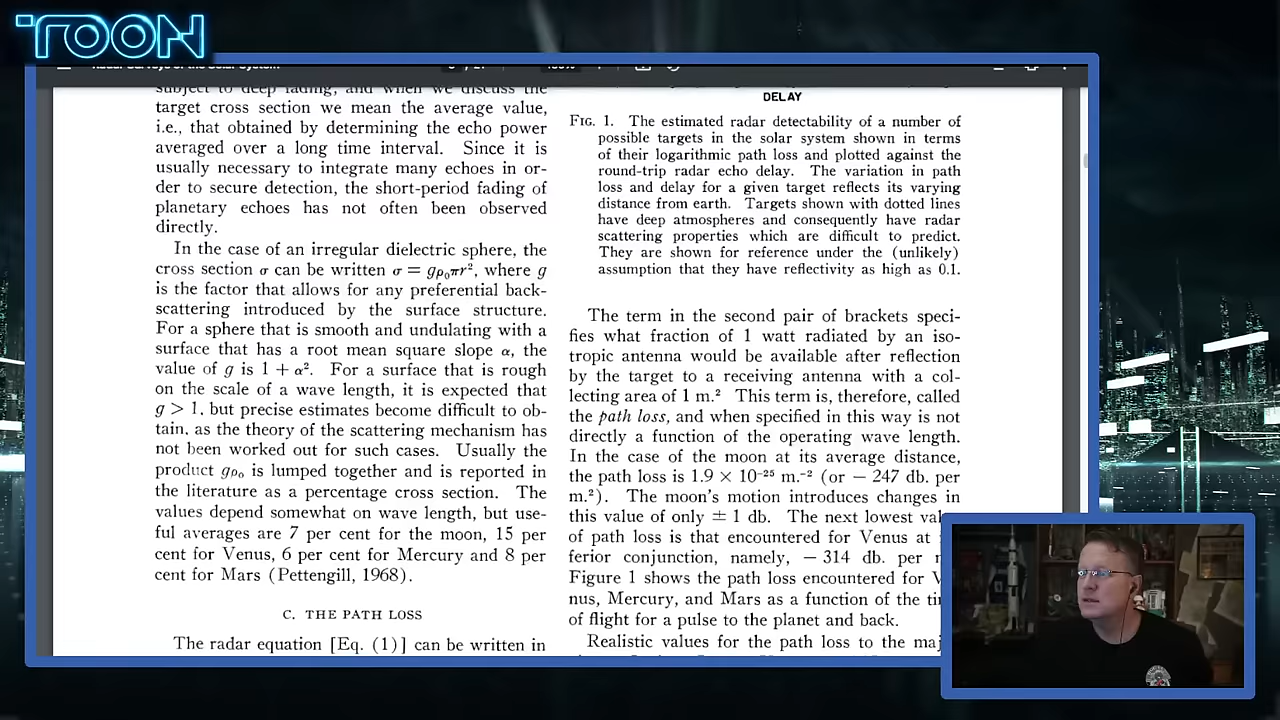 TOON
Radar Surveys of the Solar System
subject to deep fading, and when we discuss the
target cross section we mean the average value,
i.e., that obtained by determining the echo power
averaged over a long time interval. Since it is
usually necessary to integrate many echoes in or-
der to secure detection, the short-period fading of
planetary echoes has not often been observed
directly.
In the case of an irregular dielectric sphere, the
cross section σ can be written σ = gρ₀πr², where g
is the factor that allows for any preferential back-
scattering introduced by the surface structure.
For a sphere that is smooth and undulating with a
surface that has a root mean square slope α, the
value of g is 1 + α². For a surface that is rough
on the scale of a wave length, it is expected that
g > 1, but precise estimates become difficult to ob-
tain, as the theory of the scattering mechanism has
not been worked out for such cases. Usually the
product gρ₀ is lumped together and is reported in
the literature as a percentage cross section. The
values depend somewhat on wave length, but use-
ful averages are 7 per cent for the moon, 15 per
cent for Venus, 6 per cent for Mercury and 8 per
cent for Mars (Pettengill, 1968).
C. THE PATH LOSS
The radar equation [Eq. (1)] can be written in
DELAY
FIG. 1. The estimated radar detectability of a number of
possible targets in the solar system shown in terms
of their logarithmic path loss and plotted against the
round-trip radar echo delay. The variation in path
loss and delay for a given target reflects its varying
distance from earth. Targets shown with dotted lines
have deep atmospheres and consequently have radar
scattering properties which are difficult to predict.
They are shown for reference under the (unlikely)
assumption that they have reflectivity as high as 0.1.
The term in the second pair of brackets speci-
fies what fraction of 1 watt radiated by an iso-
tropic antenna would be available after reflection
by the target to a receiving antenna with a col-
lecting area of 1 m.² This term is, therefore, called
the path loss, and when specified in this way is not
directly a function of the operating wave length.
In the case of the moon at its average distance,
the path loss is 1.9 × 10⁻²⁵ m.⁻² (or − 247 db. per
m.²). The moon's motion introduces changes in
this value of only ± 1 db. The next lowest
of path loss is that encountered for Venus at
ferior conjunction, namely, − 314 db. per
Figure 1 shows the path loss encountered for
nus, Mercury, and Mars as a function of the
of flight for a pulse to the planet and back.
Realistic values for the path loss to the